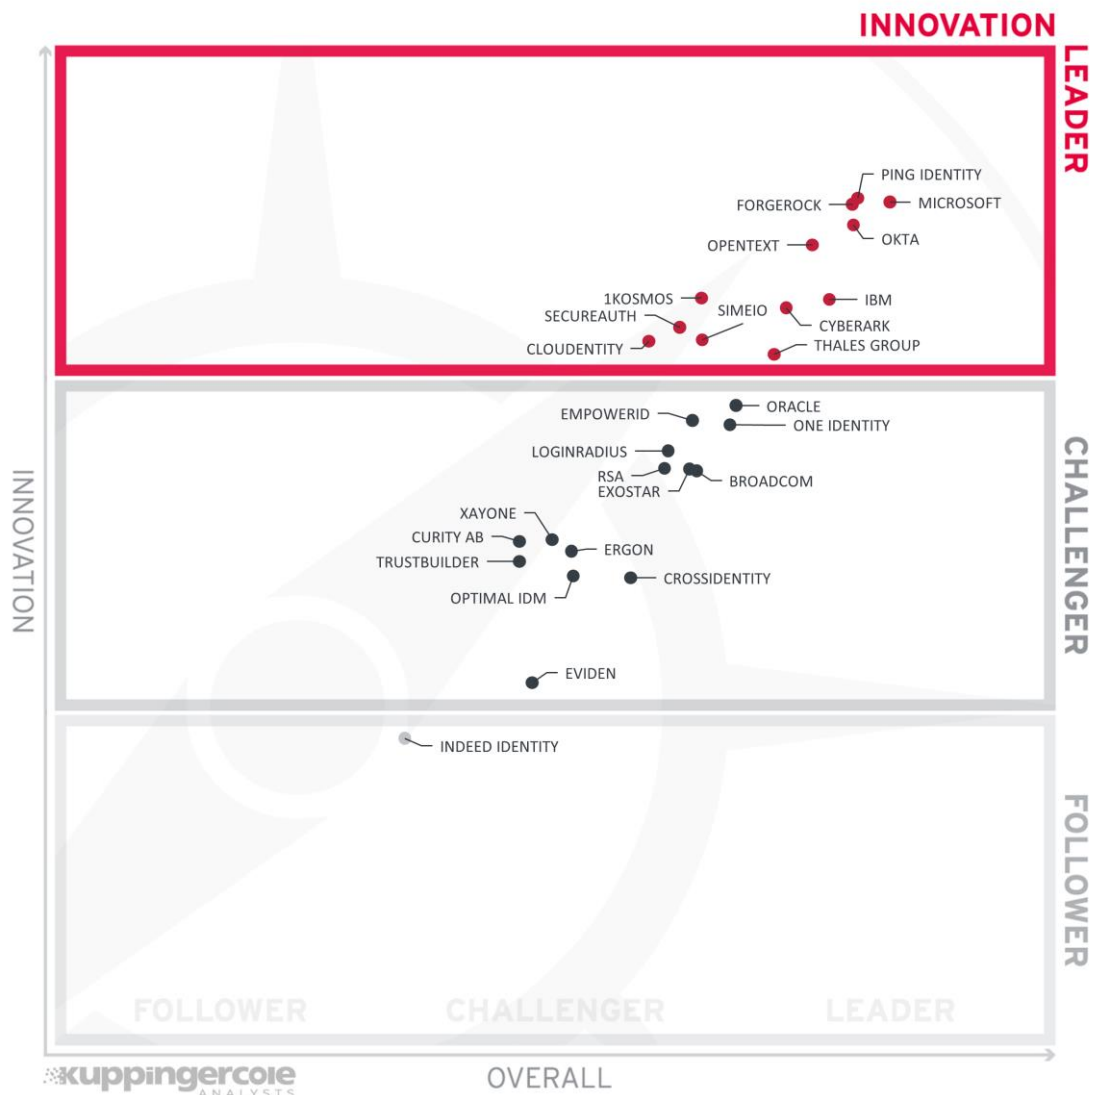 INNOVATION
LEADER
PING IDENTITY
FORGEROCK
MICROSOFT
OKTA
OPENTEXT
1KOSMOS
IBM
SIMEIO
SECUREAUTH
CYBERARK
THALES GROUP
CLOUDENTITY
ORACLE
EMPOWERID
ONE IDENTITY
LOGINRADIUS
RSA
BROADCOM
EXOSTAR
XAYONE
CURITY AB
ERGON
TRUSTBUILDER
CROSSIDENTITY
OPTIMAL IDM
EVIDEN
CHALLENGER
INNOVATION
INDEED IDENTITY
FOLLOWER
FOLLOWER CHALLENGER LEADER
kuppingercole
ANALYSTS
OVERALL